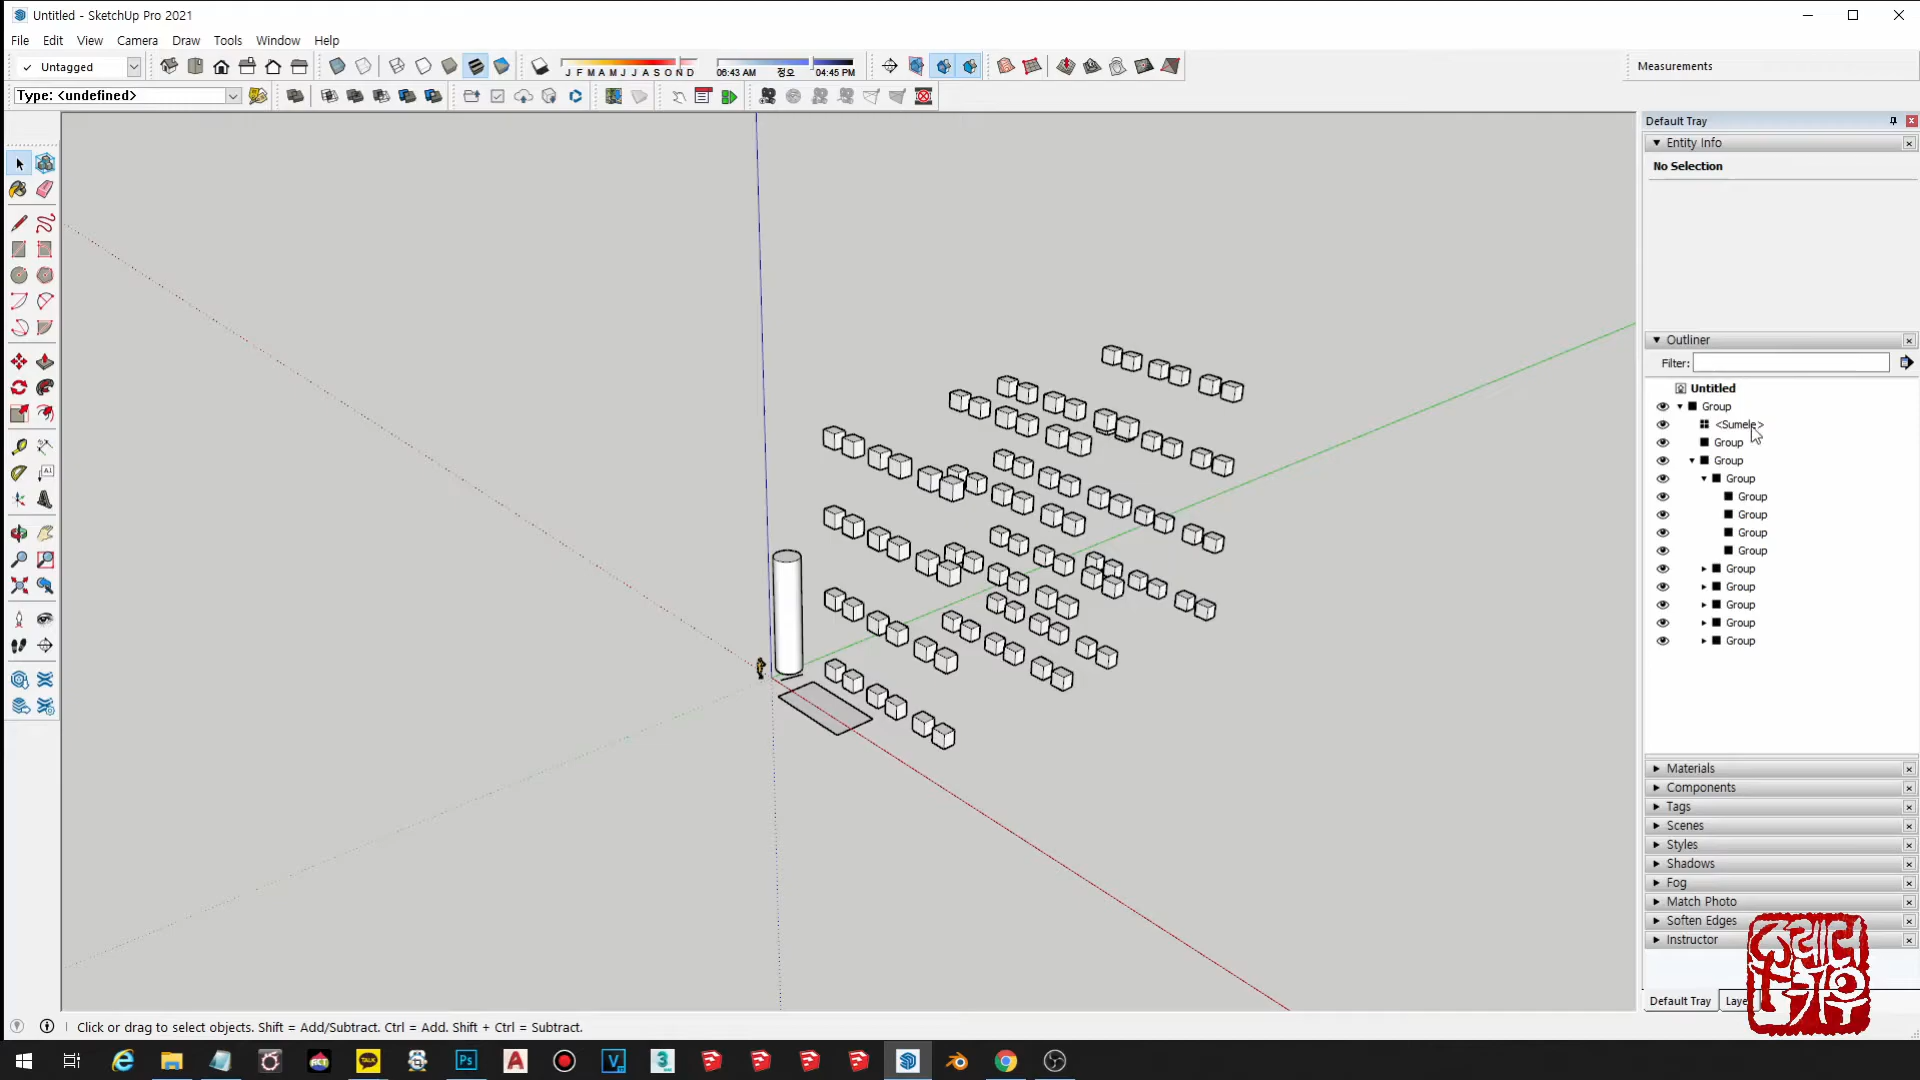 Untitled - SketchUp Pro 2021
File Edit View Camera Draw Tools Window Help
Untagged
J F M A M J J A S O N D
06:43 AM 정오 04:45 PM
Measurements
Type: <undefined>
Default Tray
Entity Info
No Selection
Outliner
Filter:
Untitled
Group
<Sumele>
Group
Group
Group
Group
Group
Group
Group
Group
Group
Group
Group
Group
Materials
Components
Tags
Scenes
Styles
Shadows
Fog
Match Photo
Soften Edges
Instructor
Default Tray
Click or drag to select objects. Shift = Add/Subtract. Ctrl = Add. Shift + Ctrl = Subtract.